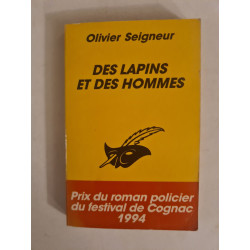 Olivier Seigneur
DES LAPINS
ET DES HOMMES
Prix du roman policier
du festival de Cognac
1994